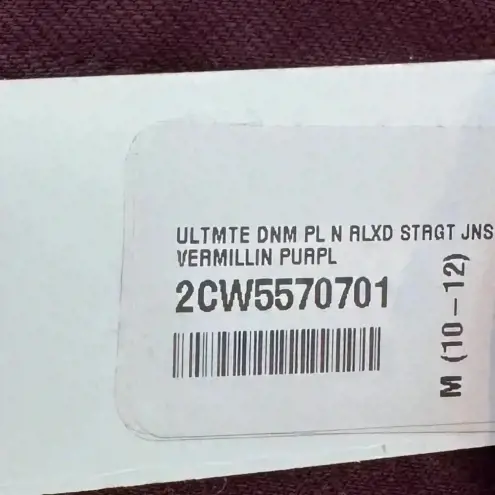 ULTMTE DNM PL N RLXD STRGT JNS
VERMILLIN PURPL
2CW5570701
M (10-12)